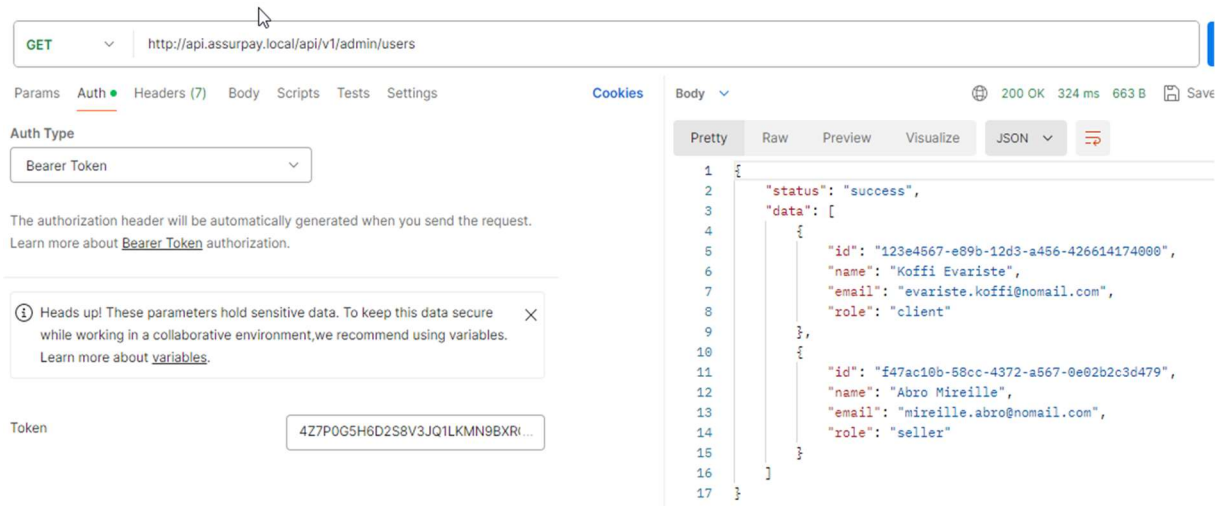 GET http://api.assurpay.local/api/v1/admin/users
Params Auth Headers (7) Body Scripts Tests Settings Cookies
Auth Type
Bearer Token
The authorization header will be automatically generated when you send the request.
Learn more about Bearer Token authorization.
Heads up! These parameters hold sensitive data. To keep this data secure
while working in a collaborative environment,we recommend using variables.
Learn more about variables.
Token 4Z7P0G5H6D2S8V3JQ1LKMN9BXR...
Body 200 OK 324 ms 663 B Save
Pretty Raw Preview Visualize JSON
1 {
2 "status": "success",
3 "data": [
4 {
5 "id": "123e4567-e89b-12d3-a456-426614174000",
6 "name": "Koffi Evariste",
7 "email": "evariste.koffi@nomail.com",
8 "role": "client"
9 },
10 {
11 "id": "f47ac10b-58cc-4372-a567-0e02b2c3d479",
12 "name": "Abro Mireille",
13 "email": "mireille.abro@nomail.com",
14 "role": "seller"
15 }
16 ]
17 }